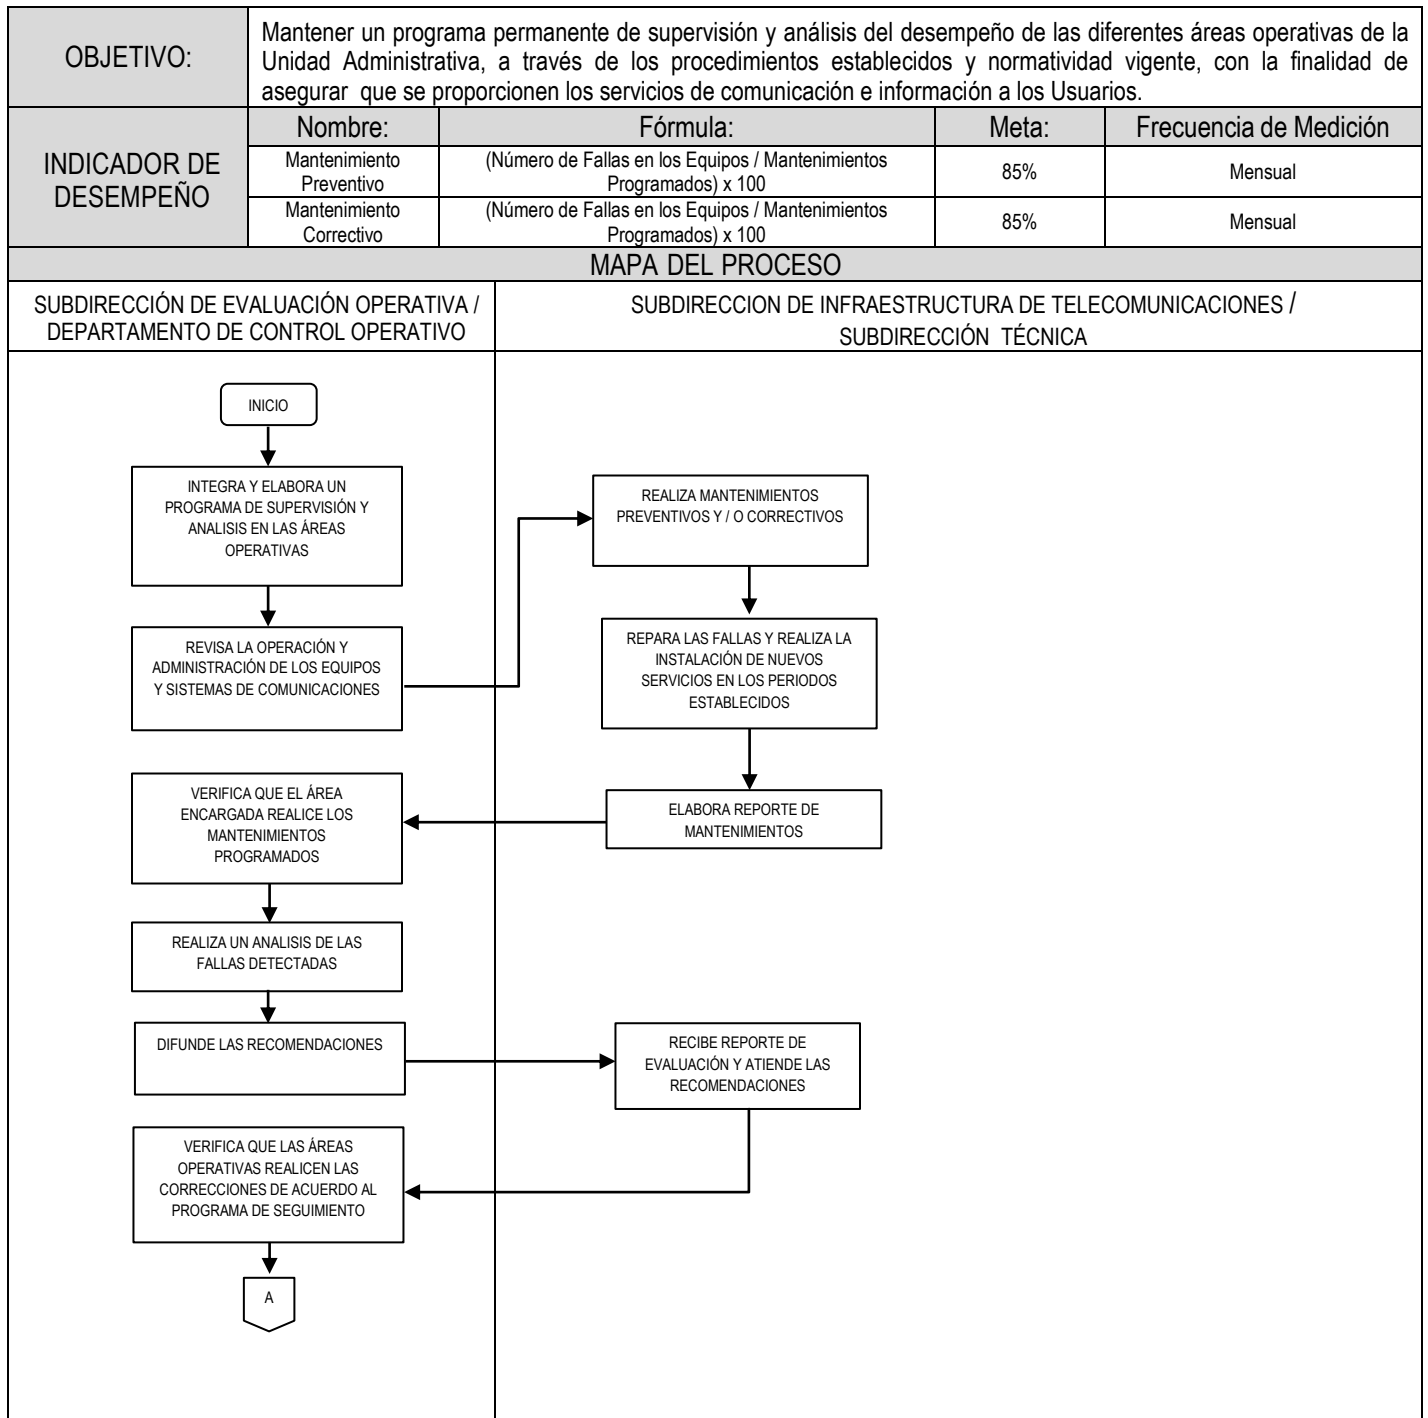 OBJETIVO:
Mantener un programa permanente de supervisión y análisis del desempeño de las diferentes áreas operativas de la
Unidad Administrativa, a través de los procedimientos establecidos y normatividad vigente, con la finalidad de
asegurar que se proporcionen los servicios de comunicación e información a los Usuarios.
INDICADOR DE
DESEMPEÑO
Nombre:
Fórmula:
Meta:
Frecuencia de Medición
Mantenimiento
Preventivo
(Número de Fallas en los Equipos / Mantenimientos
Programados) x 100
85%
Mensual
Mantenimiento
Correctivo
(Número de Fallas en los Equipos / Mantenimientos
Programados) x 100
85%
Mensual
MAPA DEL PROCESO
SUBDIRECCIÓN DE EVALUACIÓN OPERATIVA /
DEPARTAMENTO DE CONTROL OPERATIVO
SUBDIRECCION DE INFRAESTRUCTURA DE TELECOMUNICACIONES /
SUBDIRECCIÓN TÉCNICA
INICIO
INTEGRA Y ELABORA UN
PROGRAMA DE SUPERVISIÓN Y
ANALISIS EN LAS ÁREAS
OPERATIVAS
REVISA LA OPERACIÓN Y
ADMINISTRACIÓN DE LOS EQUIPOS
Y SISTEMAS DE COMUNICACIONES
REALIZA MANTENIMIENTOS
PREVENTIVOS Y / O CORRECTIVOS
REPARA LAS FALLAS Y REALIZA LA
INSTALACIÓN DE NUEVOS
SERVICIOS EN LOS PERIODOS
ESTABLECIDOS
ELABORA REPORTE DE
MANTENIMIENTOS
VERIFICA QUE EL ÁREA
ENCARGADA REALICE LOS
MANTENIMIENTOS
PROGRAMADOS
REALIZA UN ANALISIS DE LAS
FALLAS DETECTADAS
DIFUNDE LAS RECOMENDACIONES
RECIBE REPORTE DE
EVALUACIÓN Y ATIENDE LAS
RECOMENDACIONES
VERIFICA QUE LAS ÁREAS
OPERATIVAS REALICEN LAS
CORRECCIONES DE ACUERDO AL
PROGRAMA DE SEGUIMIENTO
A